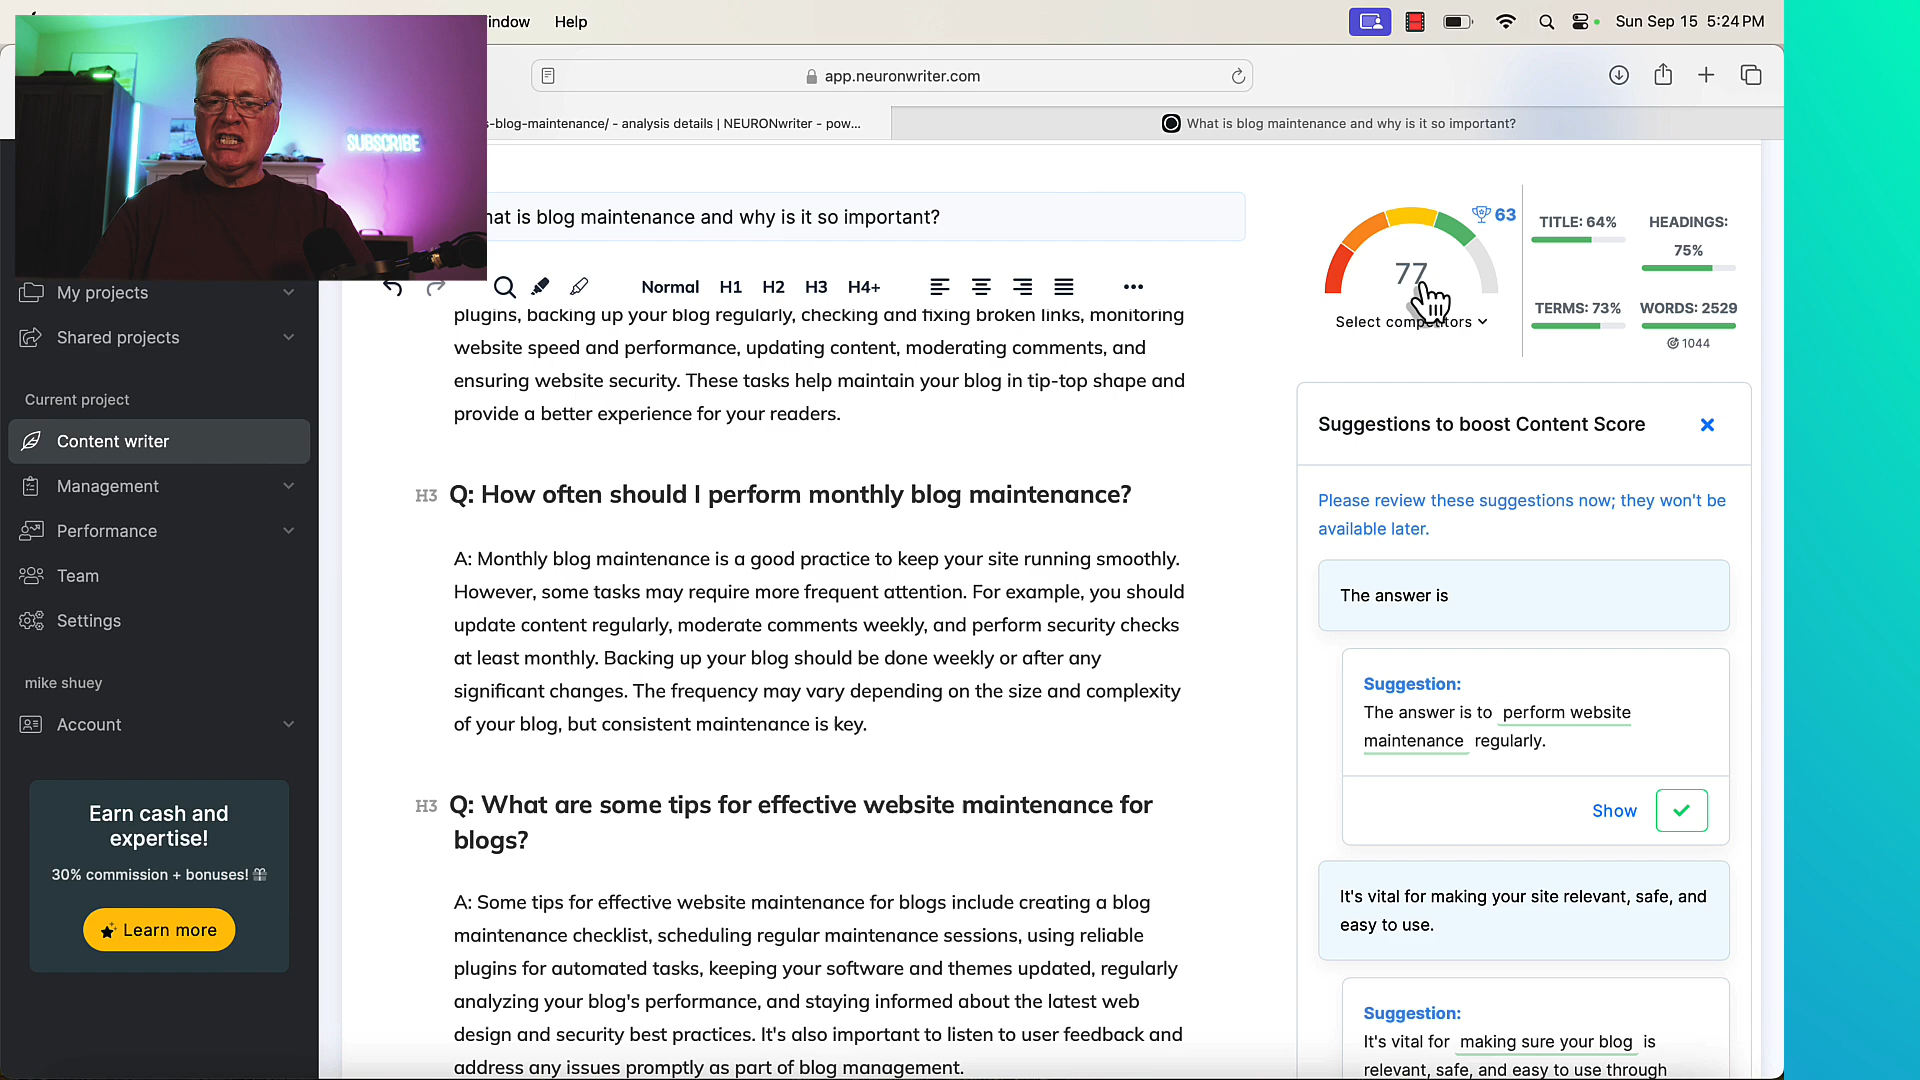 indow Help
Sun Sep 15 5:24 PM
app.neuronwriter.com
s-blog-maintenance/ - analysis details | NEURONwriter - pow...
What is blog maintenance and why is it so important?
SUBSCRIBE
My projects
Shared projects
Current project
Content writer
Management
Performance
Team
Settings
mike shuey
Account
Earn cash and
expertise!
30% commission + bonuses!
Learn more
hat is blog maintenance and why is it so important?
Normal H1 H2 H3 H4+
plugins, backing up your blog regularly, checking and fixing broken links, monitoring
website speed and performance, updating content, moderating comments, and
ensuring website security. These tasks help maintain your blog in tip-top shape and
provide a better experience for your readers.
H3 Q: How often should I perform monthly blog maintenance?
A: Monthly blog maintenance is a good practice to keep your site running smoothly.
However, some tasks may require more frequent attention. For example, you should
update content regularly, moderate comments weekly, and perform security checks
at least monthly. Backing up your blog should be done weekly or after any
significant changes. The frequency may vary depending on the size and complexity
of your blog, but consistent maintenance is key.
H3 Q: What are some tips for effective website maintenance for
blogs?
A: Some tips for effective website maintenance for blogs include creating a blog
maintenance checklist, scheduling regular maintenance sessions, using reliable
plugins for automated tasks, keeping your software and themes updated, regularly
analyzing your blog's performance, and staying informed about the latest web
design and security best practices. It's also important to listen to user feedback and
address any issues promptly as part of blog management.
63
77
Select competitors
TITLE: 64%
HEADINGS:
75%
TERMS: 73%
WORDS: 2529
1044
Suggestions to boost Content Score
Please review these suggestions now; they won't be
available later.
The answer is
Suggestion:
The answer is to perform website
maintenance regularly.
Show
It's vital for making your site relevant, safe, and
easy to use.
Suggestion:
It's vital for making sure your blog is
relevant, safe, and easy to use through